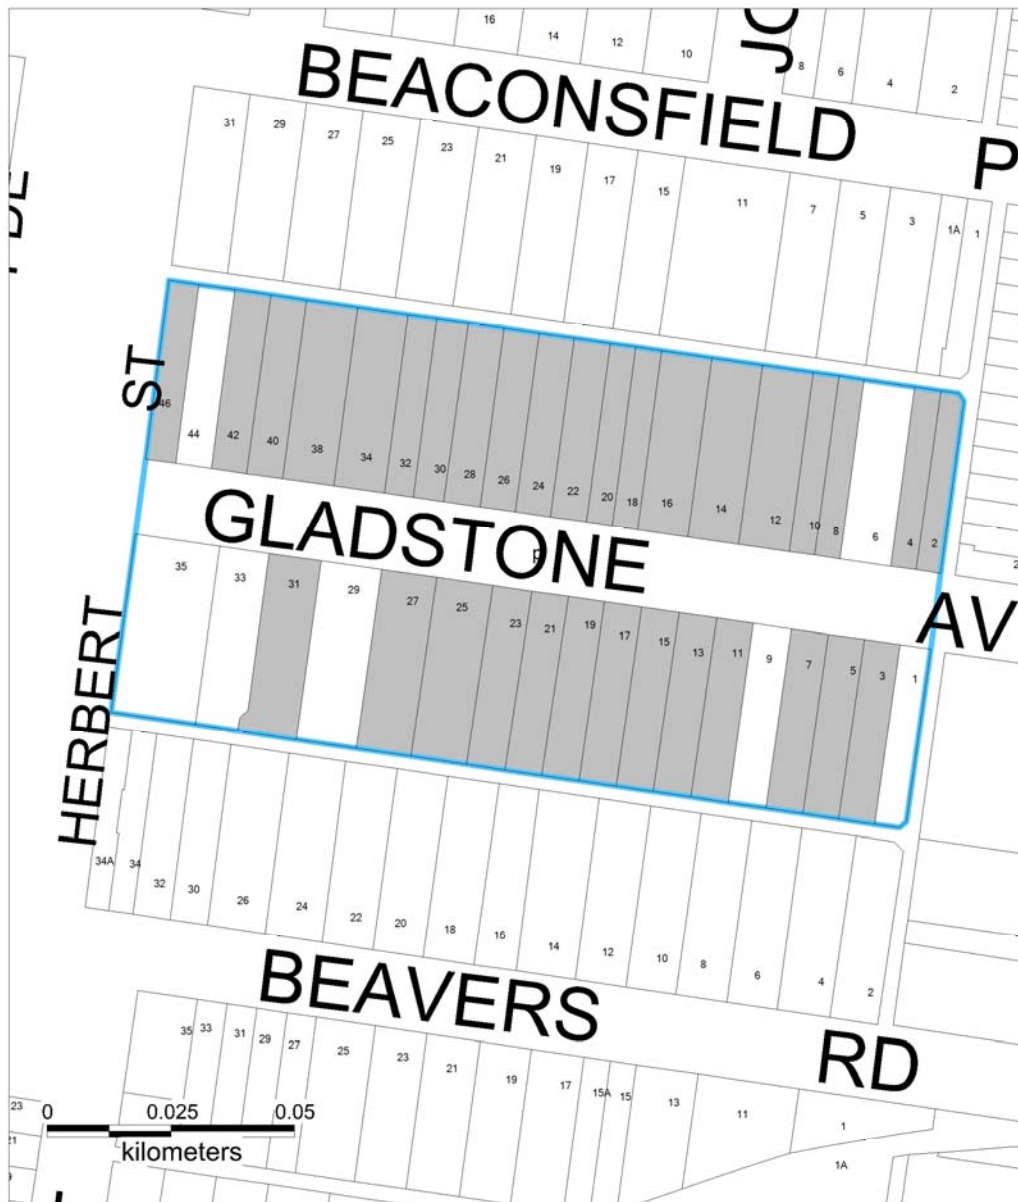 16 14 12 10 8 6 4 2
JO
BEACONSFIELD P
31 29 27 25 23 21 19 17 15 11 7 5 3 1A 1
ST
46 44 42 40 38 34 32 30 28 26 24 22 20 18 16 14 12 10 8 6 4 2
GLADSTONE AV
p
2
35 33 31 29 27 25 23 21 19 17 15 13 11 9 7 5 3 1
HERBERT
34A 34 32 30 26 24 22 20 18 16 14 12 10 8 6 4 2
BEAVERS RD
35 33 31 29 27 25 23 21 19 17 15A 15 13 11 1
1A
23
21
0 0.025 0.05
kilometers